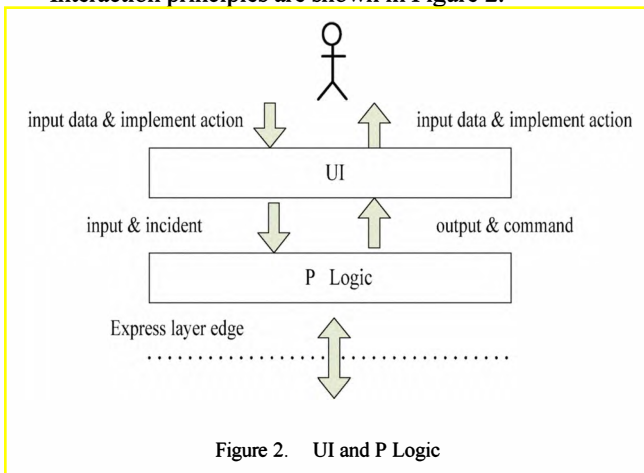 Interaction principles are shown in Figure 2.
input data & implement action
input data & implement action
UI
input & incident
output & command
P Logic
Express layer edge
Figure 2. UI and P Logic